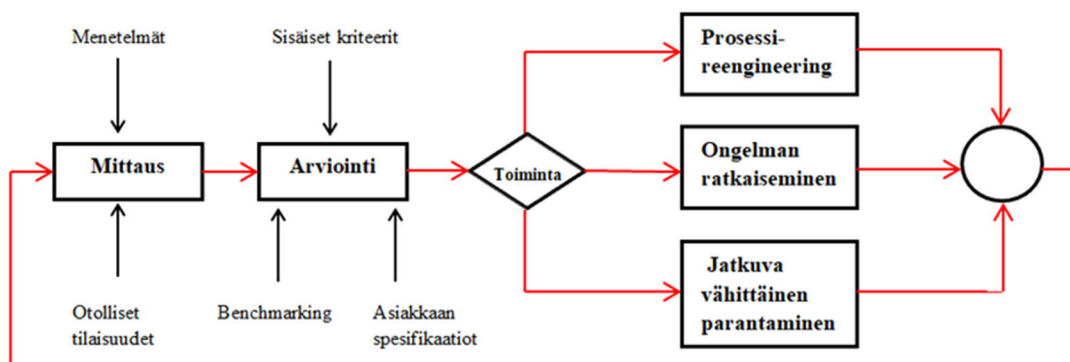 Menetelmät
Sisäiset kriteerit
Mittaus
Arviointi
Toiminta
Prosessi-
reengineering
Ongelman
ratkaiseminen
Jatkuva
vähittäinen
parantaminen
Otolliset
tilaisuudet
Benchmarking
Asiakkaan
spesifikaatiot